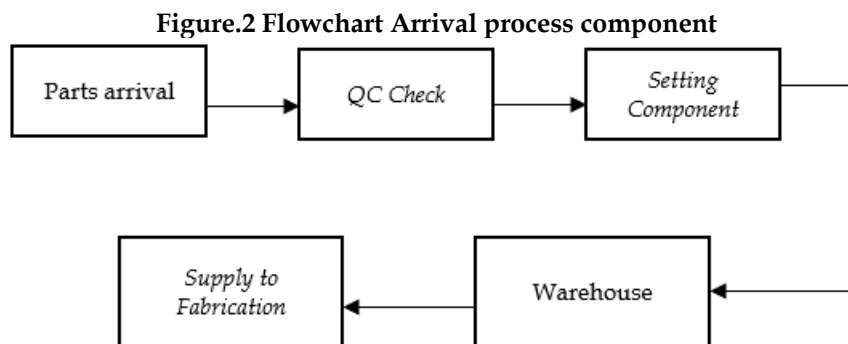 Figure.2 Flowchart Arrival process component
Parts arrival
QC Check
Setting
Component
Warehouse
Supply to
Fabrication